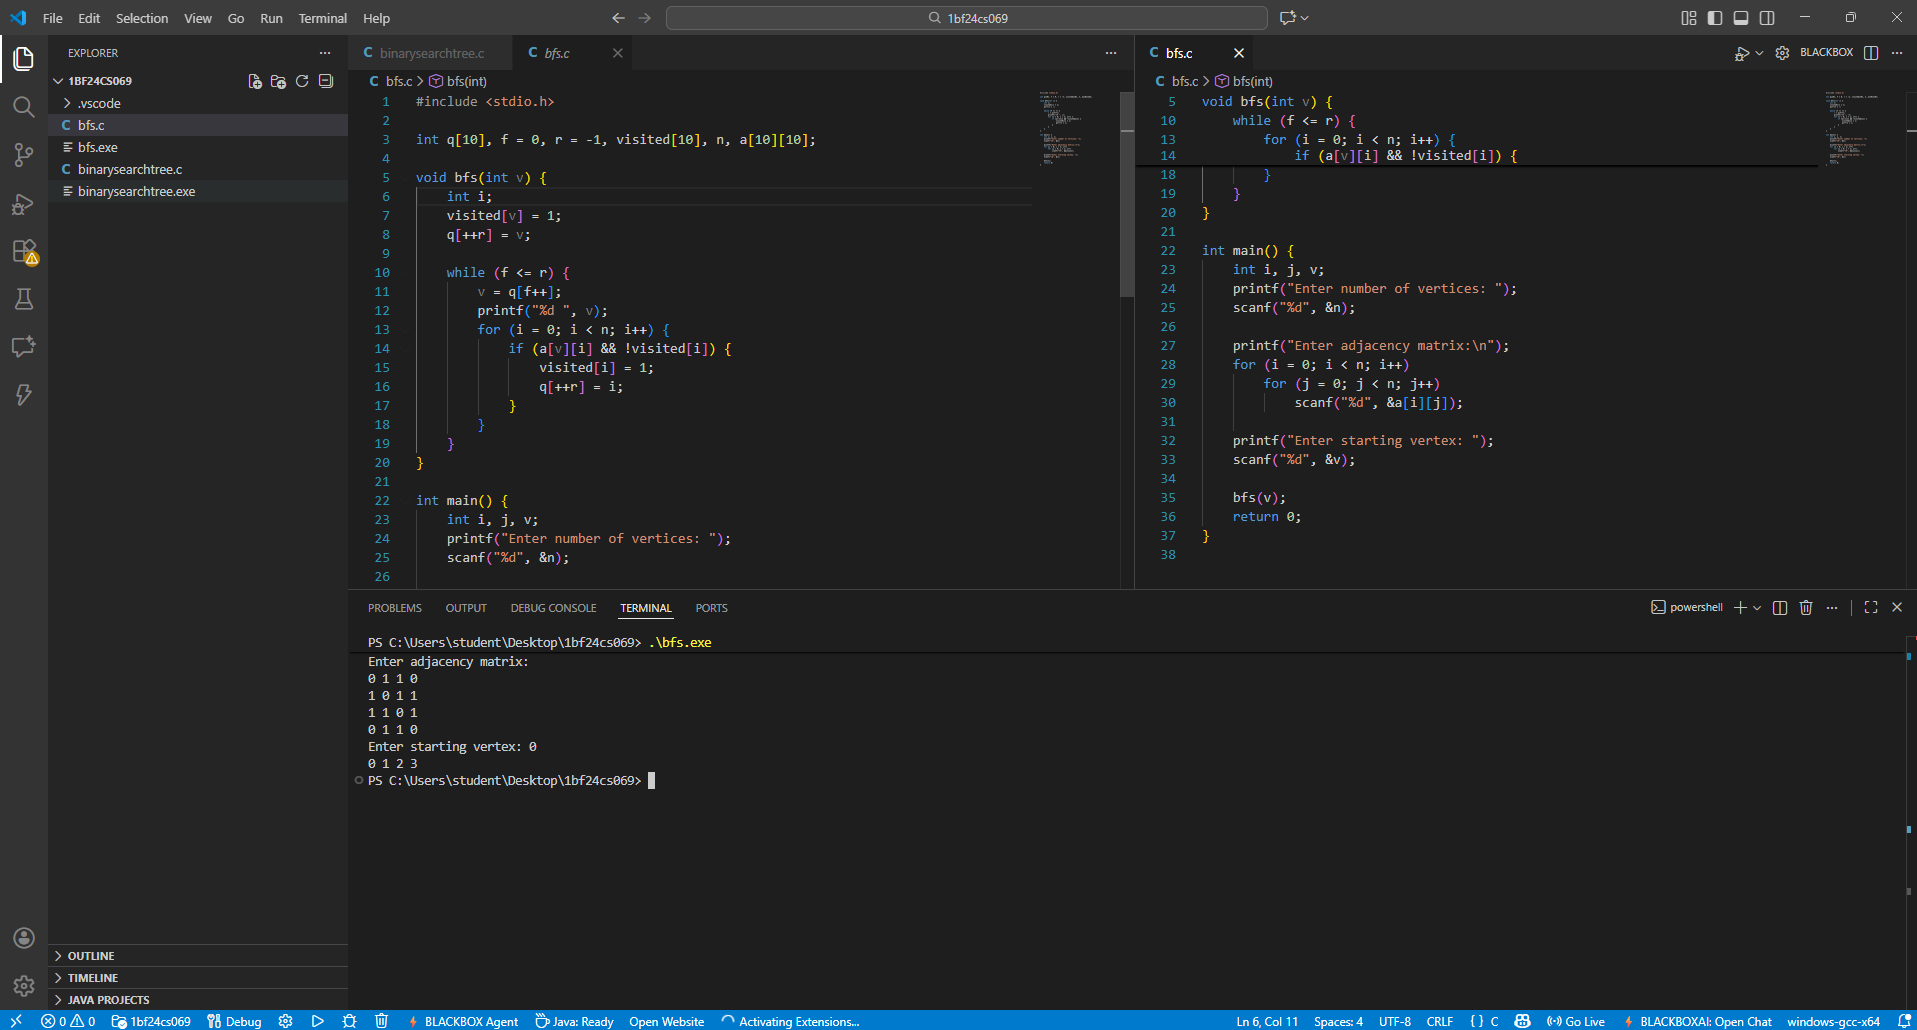 File Edit Selection View Go Run Terminal Help
1bf24cs069
EXPLORER
1BF24CS069
.vscode
bfs.c
bfs.exe
binarysearchtree.c
binarysearchtree.exe
OUTLINE
TIMELINE
JAVA PROJECTS
binarysearchtree.c bfs.c
bfs.c > bfs(int)
1 #include <stdio.h>
2
3 int q[10], f = 0, r = -1, visited[10], n, a[10][10];
4
5 void bfs(int v) {
6 int i;
7 visited[v] = 1;
8 q[++r] = v;
9
10 while (f <= r) {
11 v = q[f++];
12 printf("%d ", v);
13 for (i = 0; i < n; i++) {
14 if (a[v][i] && !visited[i]) {
15 visited[i] = 1;
16 q[++r] = i;
17 }
18 }
19 }
20 }
21
22 int main() {
23 int i, j, v;
24 printf("Enter number of vertices: ");
25 scanf("%d", &n);
26
bfs.c
BLACKBOX
bfs.c > bfs(int)
5 void bfs(int v) {
10 while (f <= r) {
13 for (i = 0; i < n; i++) {
14 if (a[v][i] && !visited[i]) {
18 }
19 }
20 }
21
22 int main() {
23 int i, j, v;
24 printf("Enter number of vertices: ");
25 scanf("%d", &n);
26
27 printf("Enter adjacency matrix:\n");
28 for (i = 0; i < n; i++)
29 for (j = 0; j < n; j++)
30 scanf("%d", &a[i][j]);
31
32 printf("Enter starting vertex: ");
33 scanf("%d", &v);
34
35 bfs(v);
36 return 0;
37 }
38
PROBLEMS OUTPUT DEBUG CONSOLE TERMINAL PORTS
powershell
PS C:\Users\student\Desktop\1bf24cs069> .\bfs.exe
Enter adjacency matrix:
0 1 1 0
1 0 1 1
1 1 0 1
0 1 1 0
Enter starting vertex: 0
0 1 2 3
PS C:\Users\student\Desktop\1bf24cs069>
0 0 1bf24cs069 Debug BLACKBOX Agent Java: Ready Open Website Activating Extensions... Ln 6, Col 11 Spaces: 4 UTF-8 CRLF { } C Go Live BLACKBOXAI: Open Chat windows-gcc-x64